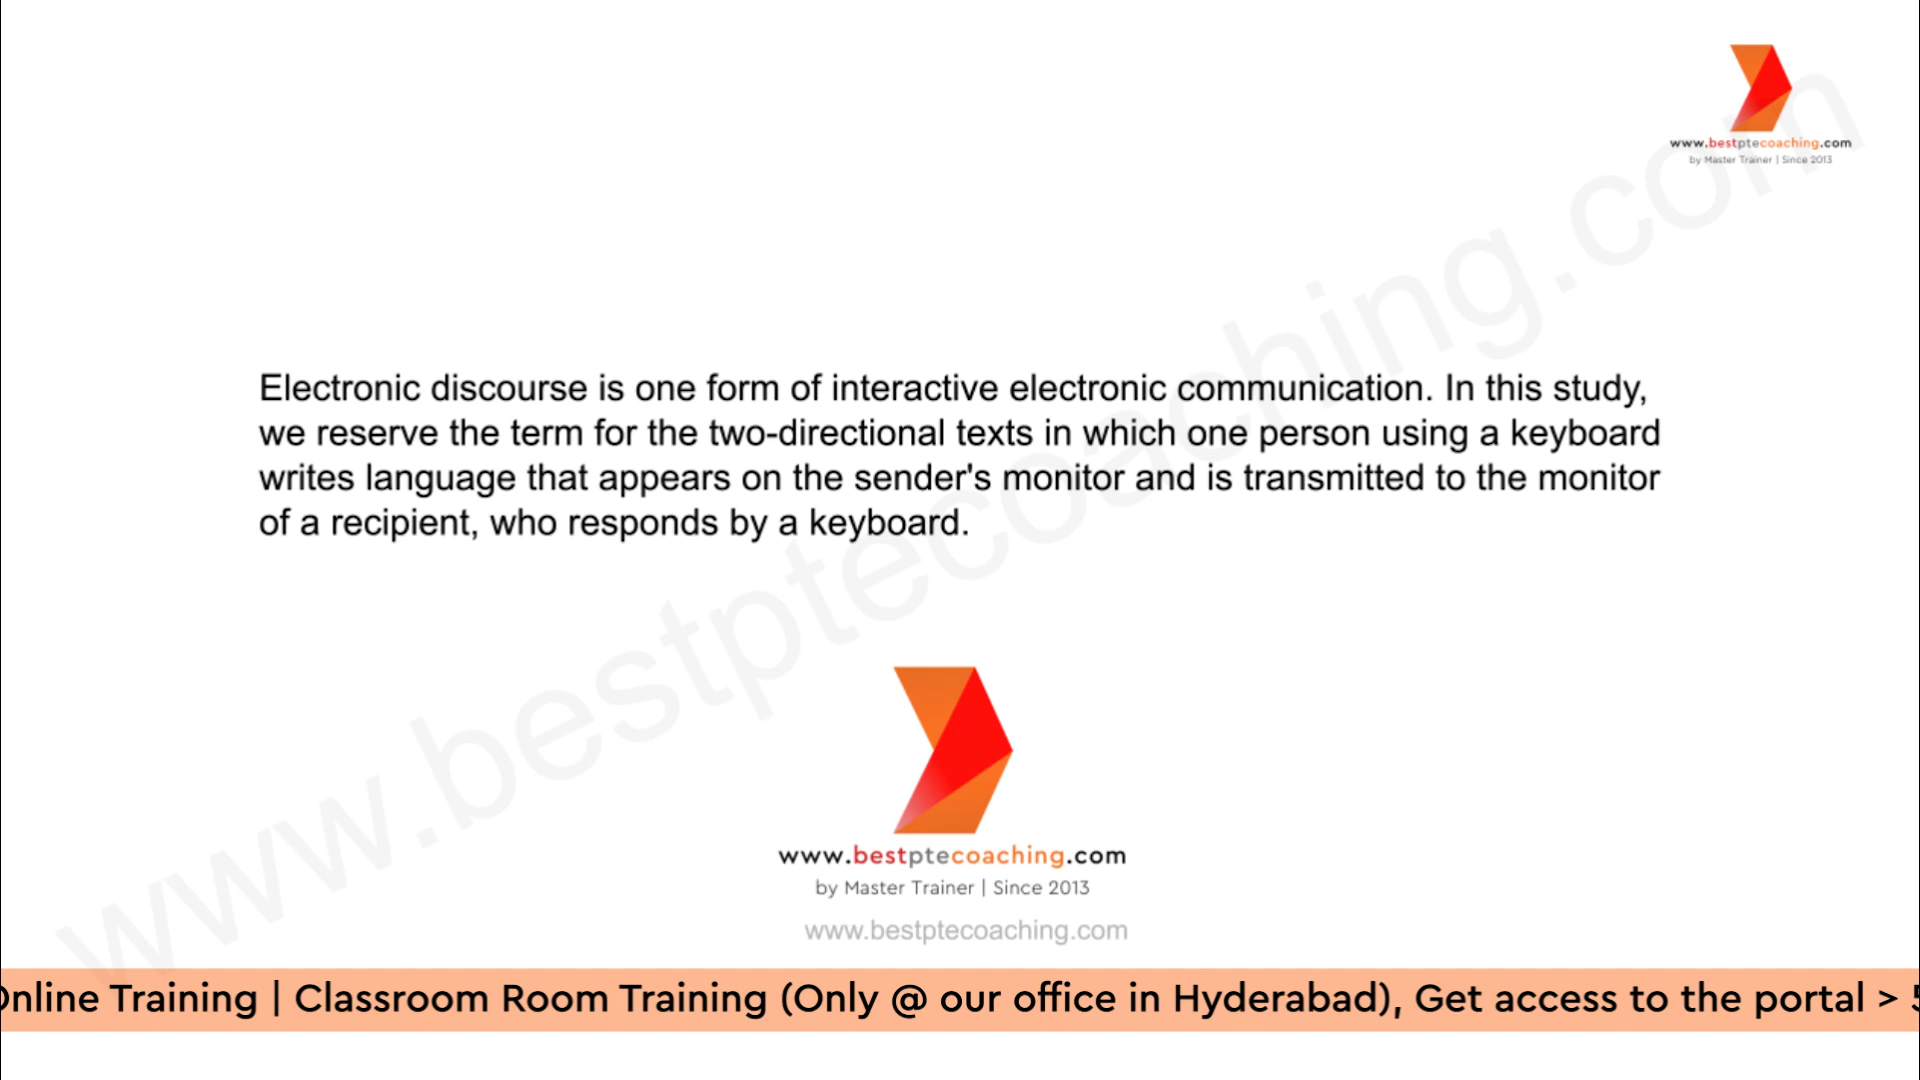 www.bestptecoaching.com
by Master Trainer | Since 2013
Electronic discourse is one form of interactive electronic communication. In this study,
we reserve the term for the two-directional texts in which one person using a keyboard
writes language that appears on the sender's monitor and is transmitted to the monitor
of a recipient, who responds by a keyboard.
www.bestptecoaching.com
www.bestptecoaching.com
by Master Trainer | Since 2013
www.bestptecoaching.com
Online Training | Classroom Room Training (Only @ our office in Hyderabad), Get access to the portal >